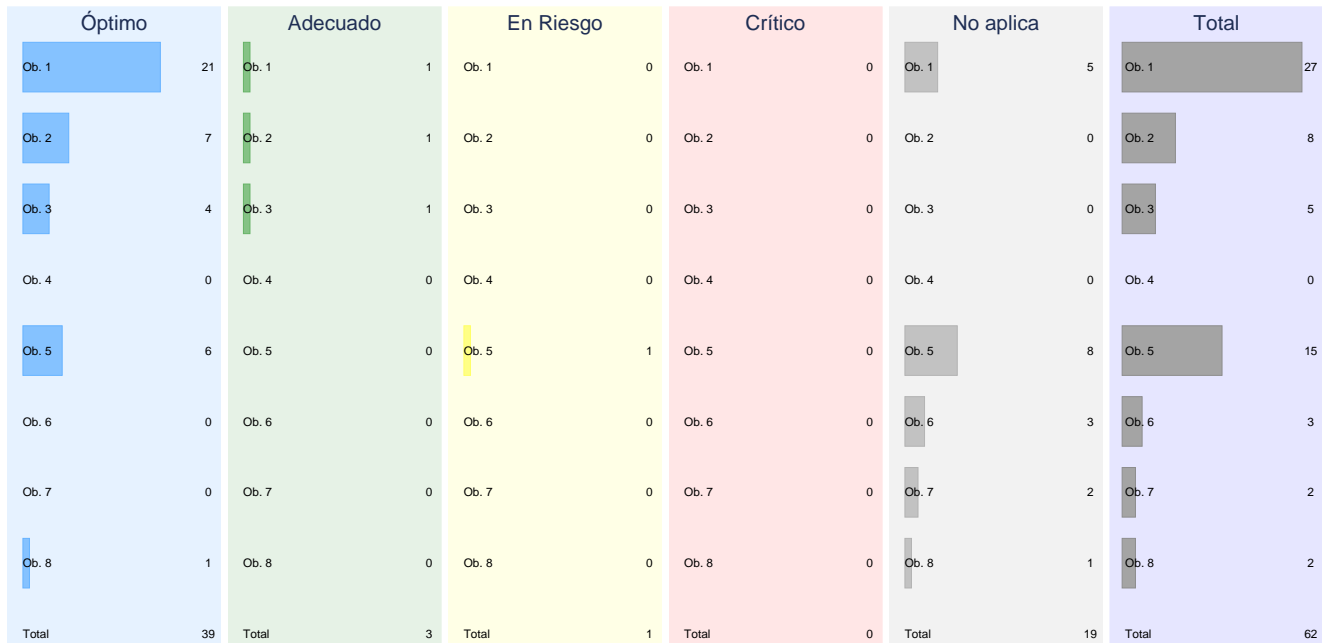 Óptimo Adecuado En Riesgo Crítico No aplica Total
Ob. 1 21 Ob. 1 1 Ob. 1 0 Ob. 1 0 Ob. 1 5 Ob. 1 27
Ob. 2 7 Ob. 2 1 Ob. 2 0 Ob. 2 0 Ob. 2 0 Ob. 2 8
Ob. 3 4 Ob. 3 1 Ob. 3 0 Ob. 3 0 Ob. 3 0 Ob. 3 5
Ob. 4 0 Ob. 4 0 Ob. 4 0 Ob. 4 0 Ob. 4 0 Ob. 4 0
Ob. 5 6 Ob. 5 0 Ob. 5 1 Ob. 5 0 Ob. 5 8 Ob. 5 15
Ob. 6 0 Ob. 6 0 Ob. 6 0 Ob. 6 0 Ob. 6 3 Ob. 6 3
Ob. 7 0 Ob. 7 0 Ob. 7 0 Ob. 7 0 Ob. 7 2 Ob. 7 2
Ob. 8 1 Ob. 8 0 Ob. 8 0 Ob. 8 0 Ob. 8 1 Ob. 8 2
Total 39 Total 3 Total 1 Total 0 Total 19 Total 62